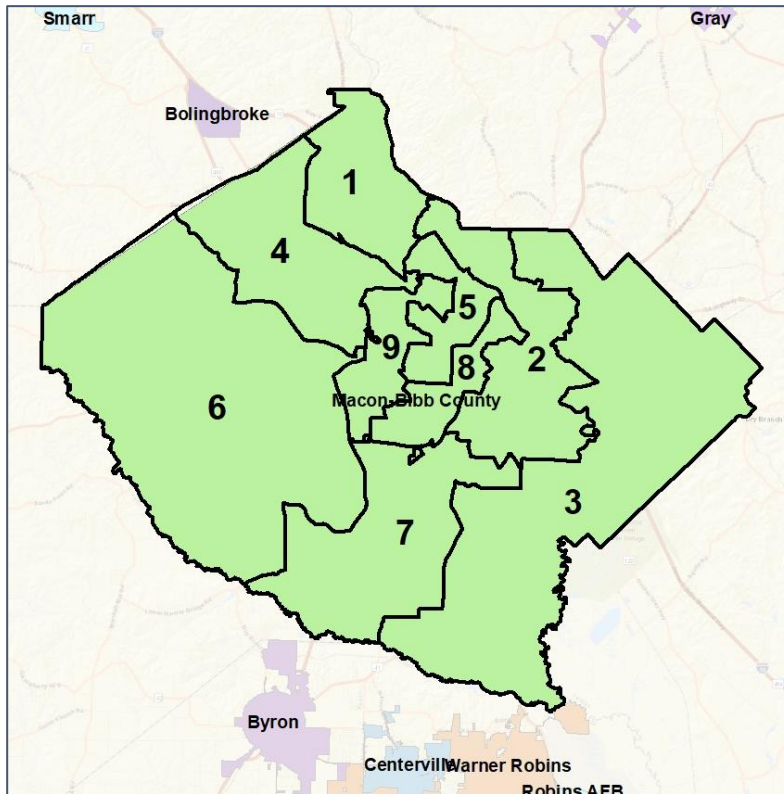 Smarr
Gray
Bolingbroke
1
4
5
9
2
8
Macon-Bibb County
6
3
7
Byron
Centerville
Warner Robins
Robins AFB